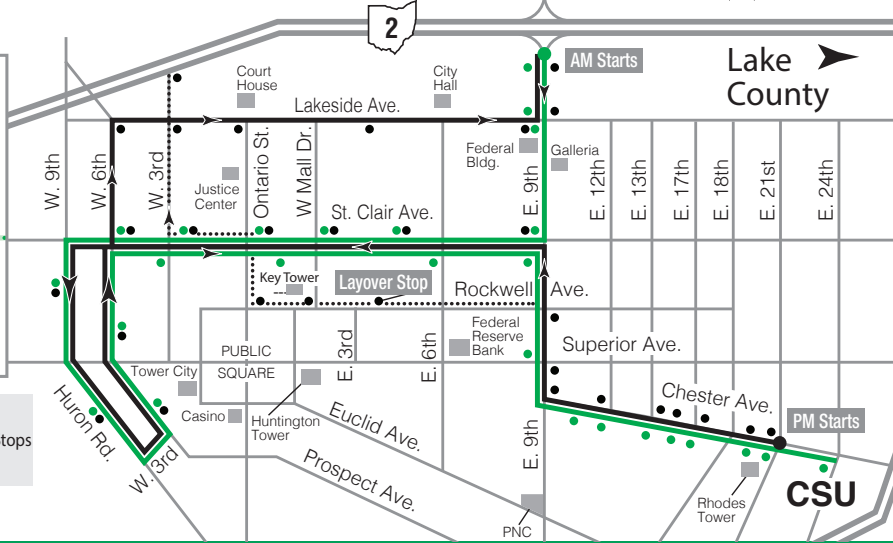 2
AM Starts
Lake
County
Court
House
City
Hall
Lakeside Ave.
W. 9th
W. 6th
W. 3rd
Ontario St.
W Mall Dr.
Justice
Center
Federal
Bldg.
E. 9th
Galleria
E. 12th
E. 13th
E. 17th
E. 18th
E. 21st
E. 24th
St. Clair Ave.
Key Tower
Layover Stop
Rockwell Ave.
Federal
Reserve
Bank
Superior Ave.
PUBLIC
SQUARE
E. 3rd
E. 6th
Tower City
Casino
Huntington
Tower
Huron Rd.
W. 3rd
Euclid Ave.
Prospect Ave.
E. 9th
Chester Ave.
PM Starts
CSU
Rhodes
Tower
PNC
stops